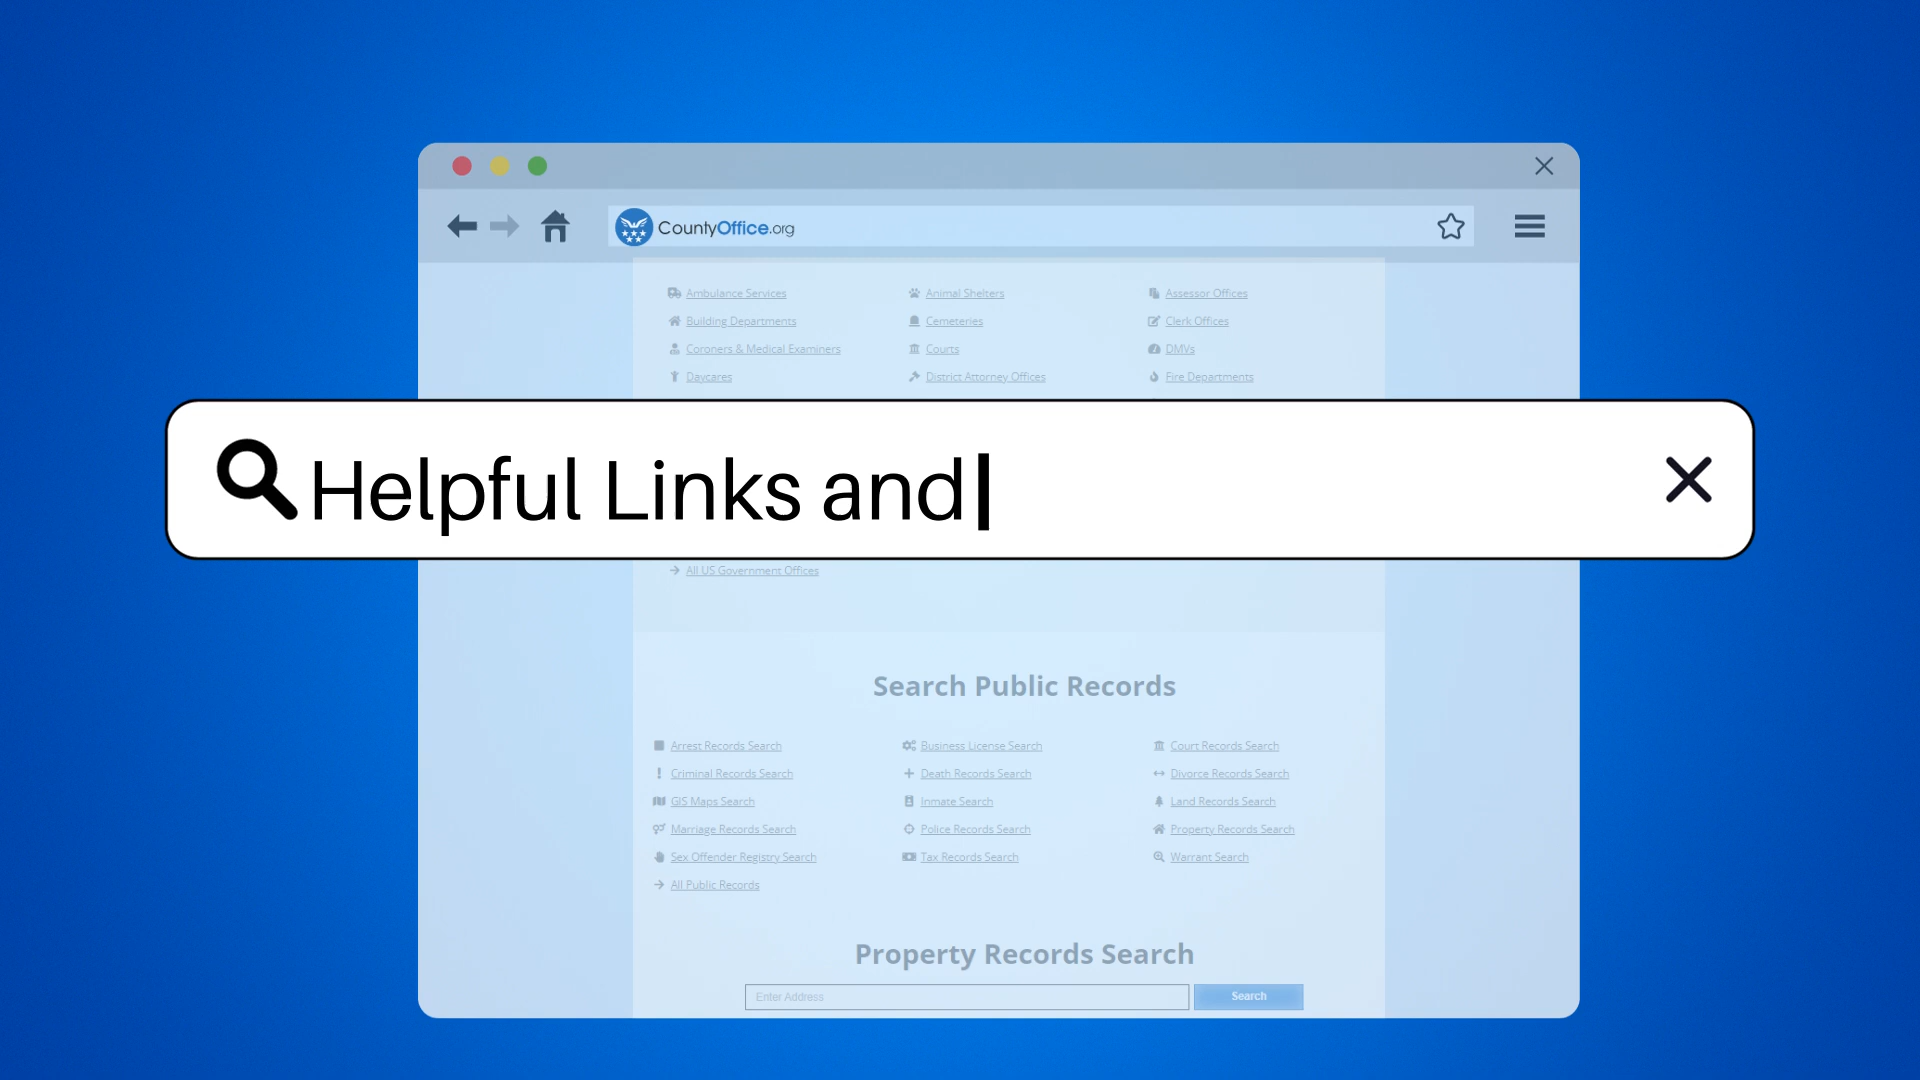 CountyOffice.org
Ambulance Services Animal Shelters Assessor Offices
Building Departments Cemeteries Clerk Offices
Coroners & Medical Examiners Courts DMVs
Daycares District Attorney Offices Fire Departments
Helpful Links and
All US Government Offices
Search Public Records
Arrest Records Search Business License Search Court Records Search
Criminal Records Search Death Records Search Divorce Records Search
GIS Maps Search Inmate Search Land Records Search
Marriage Records Search Police Records Search Property Records Search
Sex Offender Registry Search Tax Records Search Warrant Search
All Public Records
Property Records Search
Enter Address Search